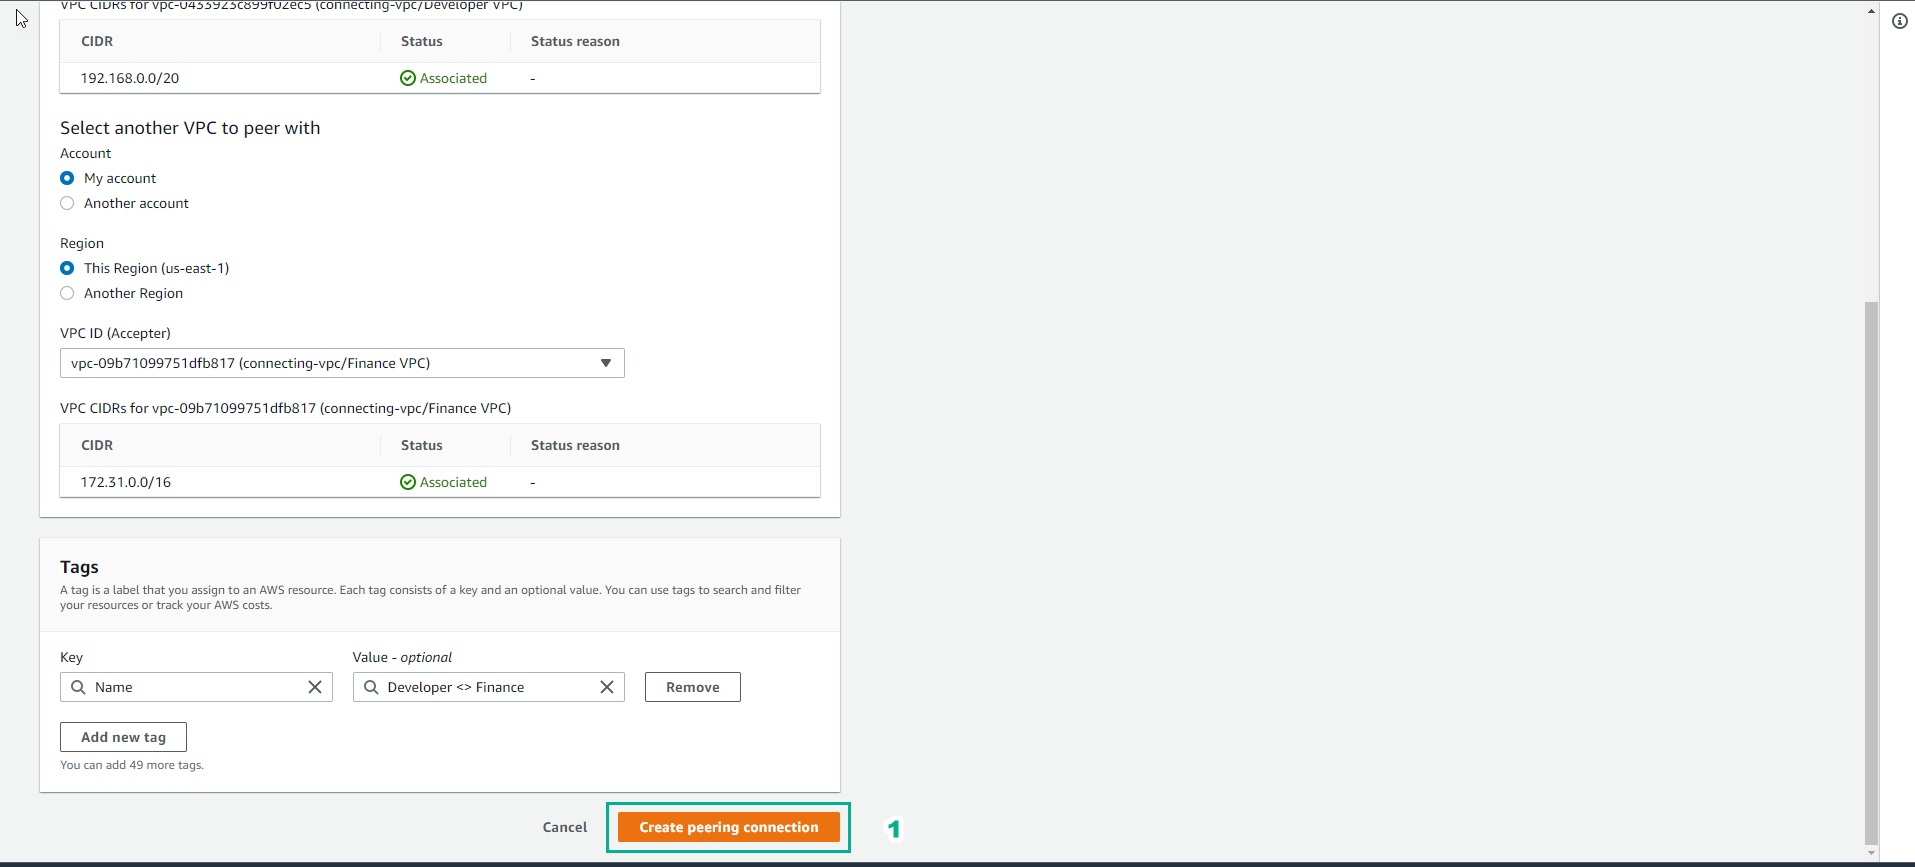 VPC CIDRs for vpc-0433923c899f02ec5 (connecting-vpc/Developer VPC)
CIDR Status Status reason
192.168.0.0/20 Associated -
Select another VPC to peer with
Account
My account
Another account
Region
This Region (us-east-1)
Another Region
VPC ID (Accepter)
vpc-09b71099751dfb817 (connecting-vpc/Finance VPC)
VPC CIDRs for vpc-09b71099751dfb817 (connecting-vpc/Finance VPC)
CIDR Status Status reason
172.31.0.0/16 Associated -
Tags
A tag is a label that you assign to an AWS resource. Each tag consists of a key and an optional value. You can use tags to search and filter
your resources or track your AWS costs.
Key Value - optional
Name Developer <> Finance Remove
Add new tag
You can add 49 more tags.
Cancel Create peering connection 1